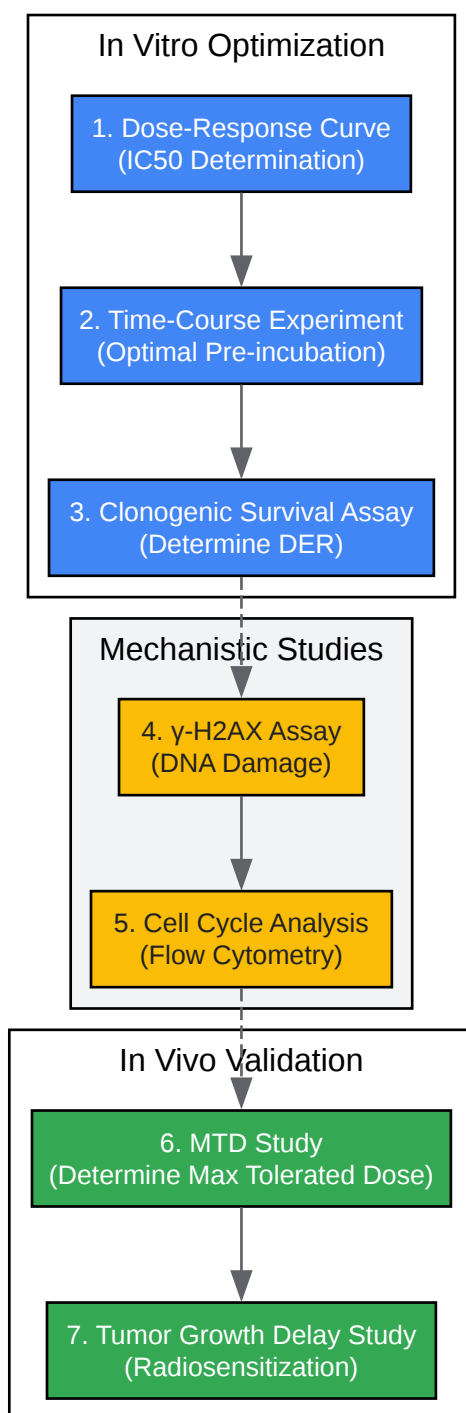 In Vitro Optimization
1. Dose-Response Curve
(IC50 Determination)
2. Time-Course Experiment
(Optimal Pre-incubation)
3. Clonogenic Survival Assay
(Determine DER)
Mechanistic Studies
4. γ-H2AX Assay
(DNA Damage)
5. Cell Cycle Analysis
(Flow Cytometry)
In Vivo Validation
6. MTD Study
(Determine Max Tolerated Dose)
7. Tumor Growth Delay Study
(Radiosensitization)